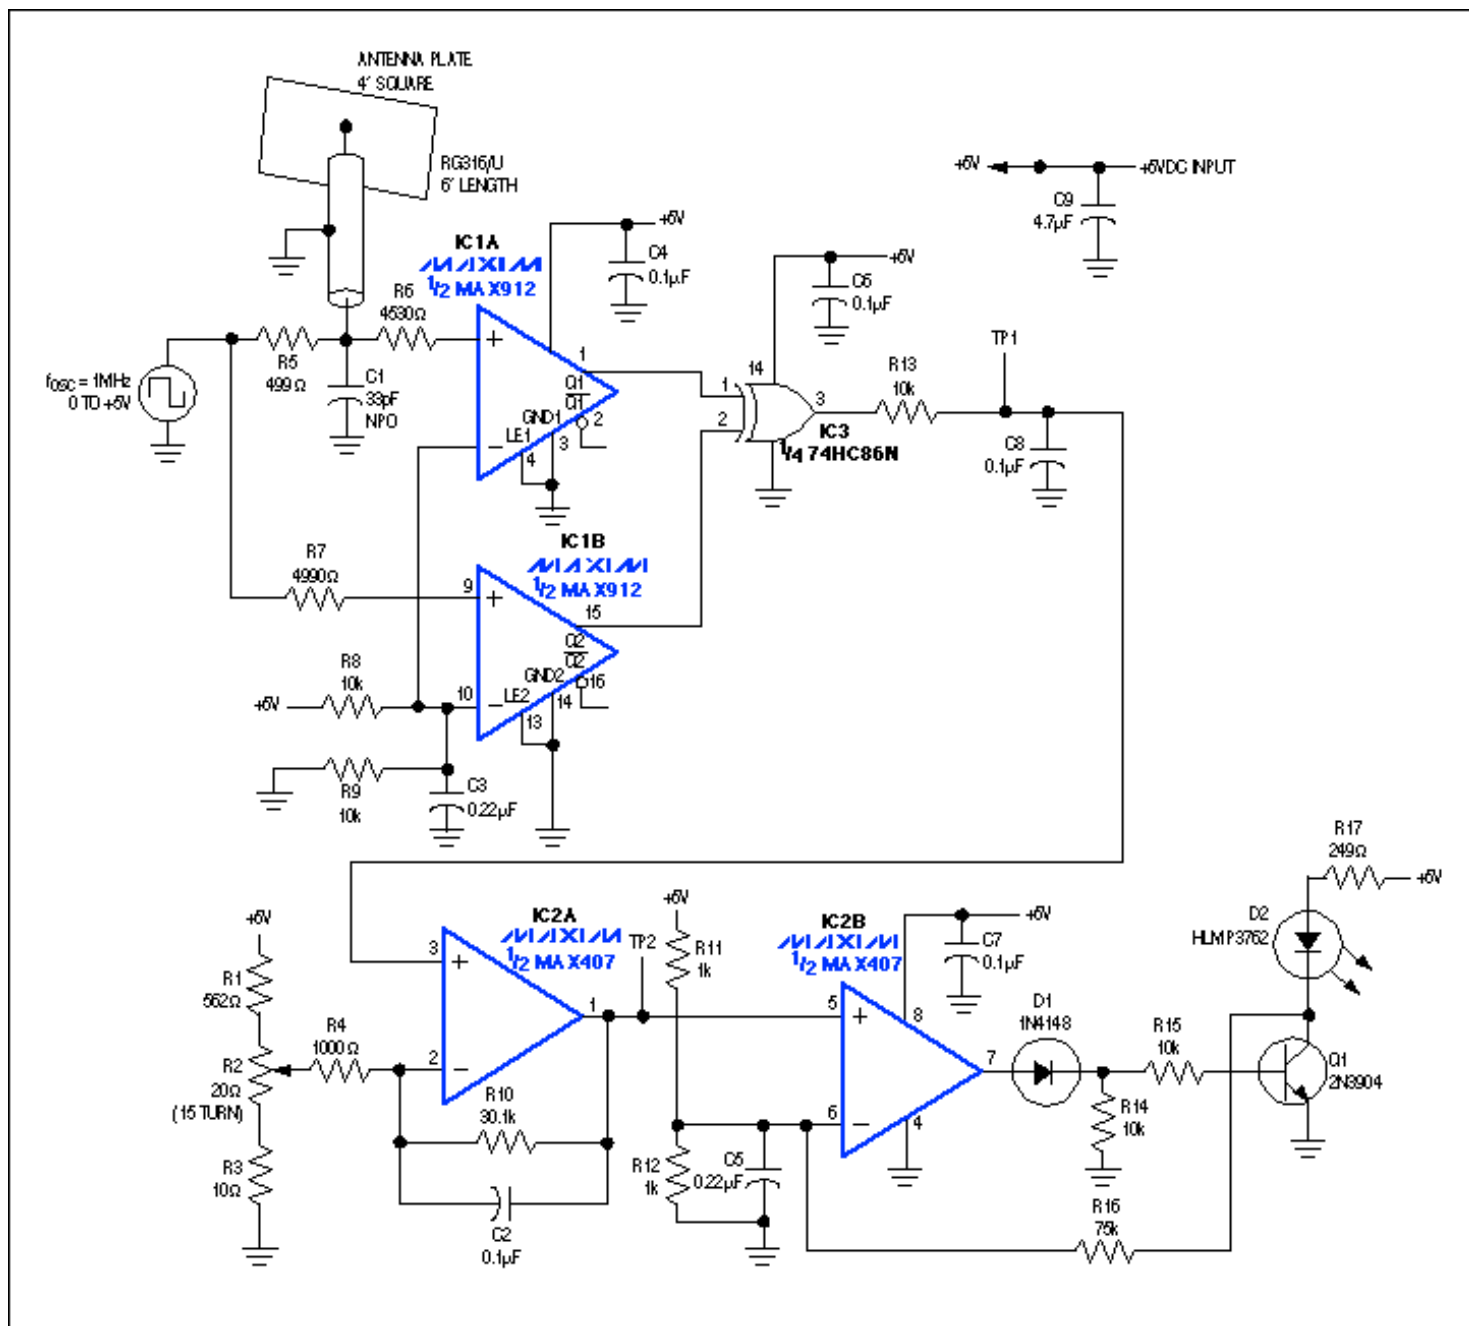 ANTENNA PLATE
4" SQUARE
RG316/U
6" LENGTH
+5V
+5VDC INPUT
C9
4.7µF
IC1A
MAXIM
1/2 MAX912
+5V
C4
0.1µF
+5V
C6
0.1µF
R6
4530Ω
R5
499Ω
fOSC = 1MHz
0 TO +5V
C1
33pF
NPO
+
−
1
Q1
Q1
2
GND1
3
LE1
4
1
2
14
3
IC3
1/4 74HC86N
R13
10k
TP1
C8
0.1µF
IC1B
MAXIM
1/2 MAX912
R7
4990Ω
9
+
15
Q2
Q2
16
GND2
14
LE2
13
10
−
R8
10k
+5V
R9
10k
C3
0.22µF
R17
249Ω
+5V
D2
HLMP3762
+5V
R1
562Ω
R2
20Ω
(15 TURN)
R3
10Ω
R4
1000Ω
IC2A
MAXIM
1/2 MAX407
3
+
2
−
1
TP2
R10
30.1k
C2
0.1µF
+5V
R11
1k
R12
1k
C5
0.22µF
IC2B
MAXIM
1/2 MAX407
+5V
C7
0.1µF
5
+
8
7
6
−
4
D1
1N4148
R14
10k
R15
10k
Q1
2N3904
R16
75k